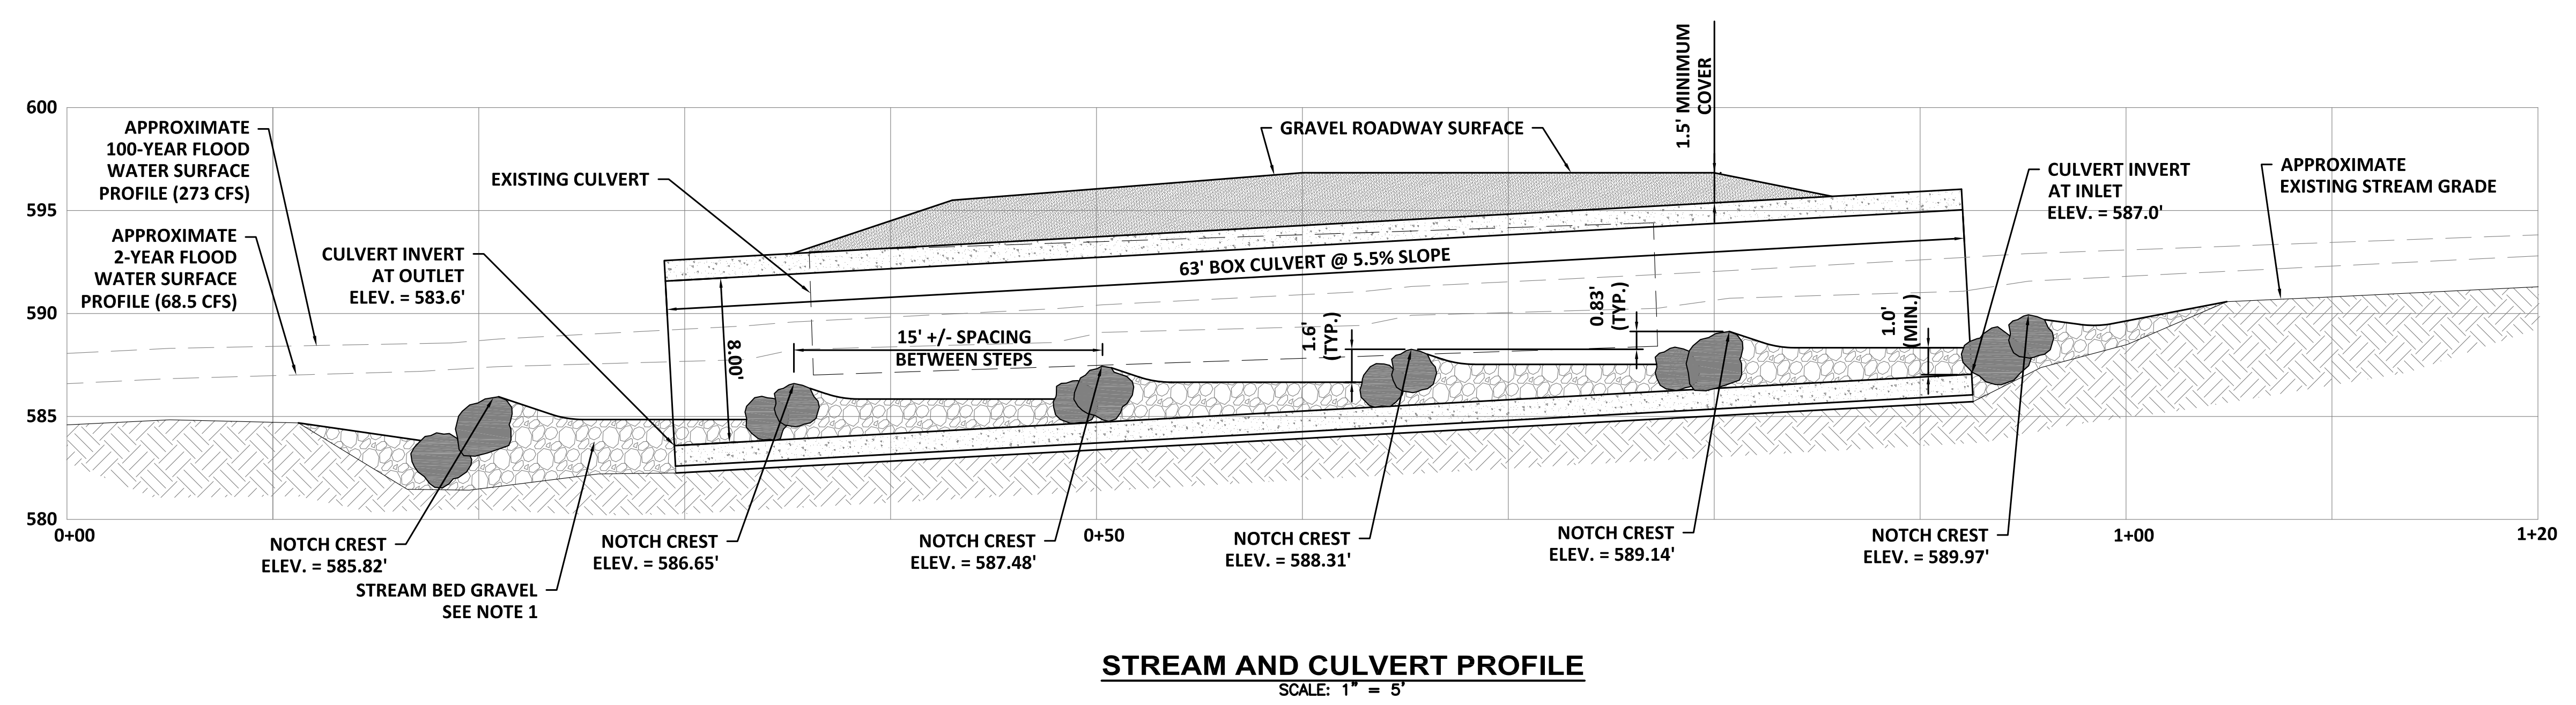 600
595
590
585
580
APPROXIMATE
100-YEAR FLOOD
WATER SURFACE
PROFILE (273 CFS)
APPROXIMATE
2-YEAR FLOOD
WATER SURFACE
PROFILE (68.5 CFS)
CULVERT INVERT
AT OUTLET
ELEV. = 583.6'
EXISTING CULVERT
GRAVEL ROADWAY SURFACE
1.5' MINIMUM
COVER
CULVERT INVERT
AT INLET
ELEV. = 587.0'
APPROXIMATE
EXISTING STREAM GRADE
63' BOX CULVERT @ 5.5% SLOPE
8.00'
15' +/- SPACING
BETWEEN STEPS
1.6'
(TYP.)
0.83'
(TYP.)
1.0'
(MIN.)
0+00
0+50
1+00
1+20
NOTCH CREST
ELEV. = 585.82'
NOTCH CREST
ELEV. = 586.65'
NOTCH CREST
ELEV. = 587.48'
NOTCH CREST
ELEV. = 588.31'
NOTCH CREST
ELEV. = 589.14'
NOTCH CREST
ELEV. = 589.97'
STREAM BED GRAVEL
SEE NOTE 1
STREAM AND CULVERT PROFILE
SCALE: 1" = 5'